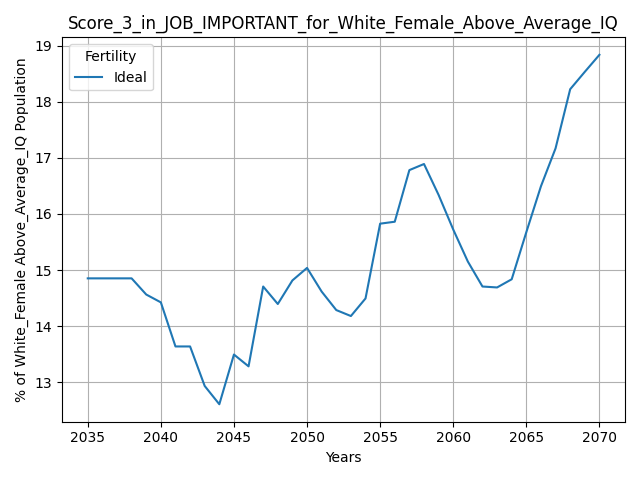 Score_3_in_JOB_IMPORTANT_for_White_Female_Above_Average_IQ
% of White_Female Above_Average_IQ Population
Fertility
Ideal
19
18
17
16
15
14
13
2035 2040 2045 2050 2055 2060 2065 2070
Years